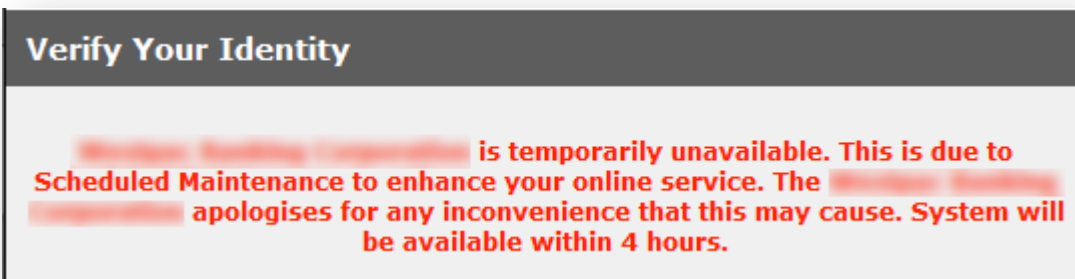 Verify Your Identity
is temporarily unavailable. This is due to
Scheduled Maintenance to enhance your online service. The
apologises for any inconvenience that this may cause. System will
be available within 4 hours.